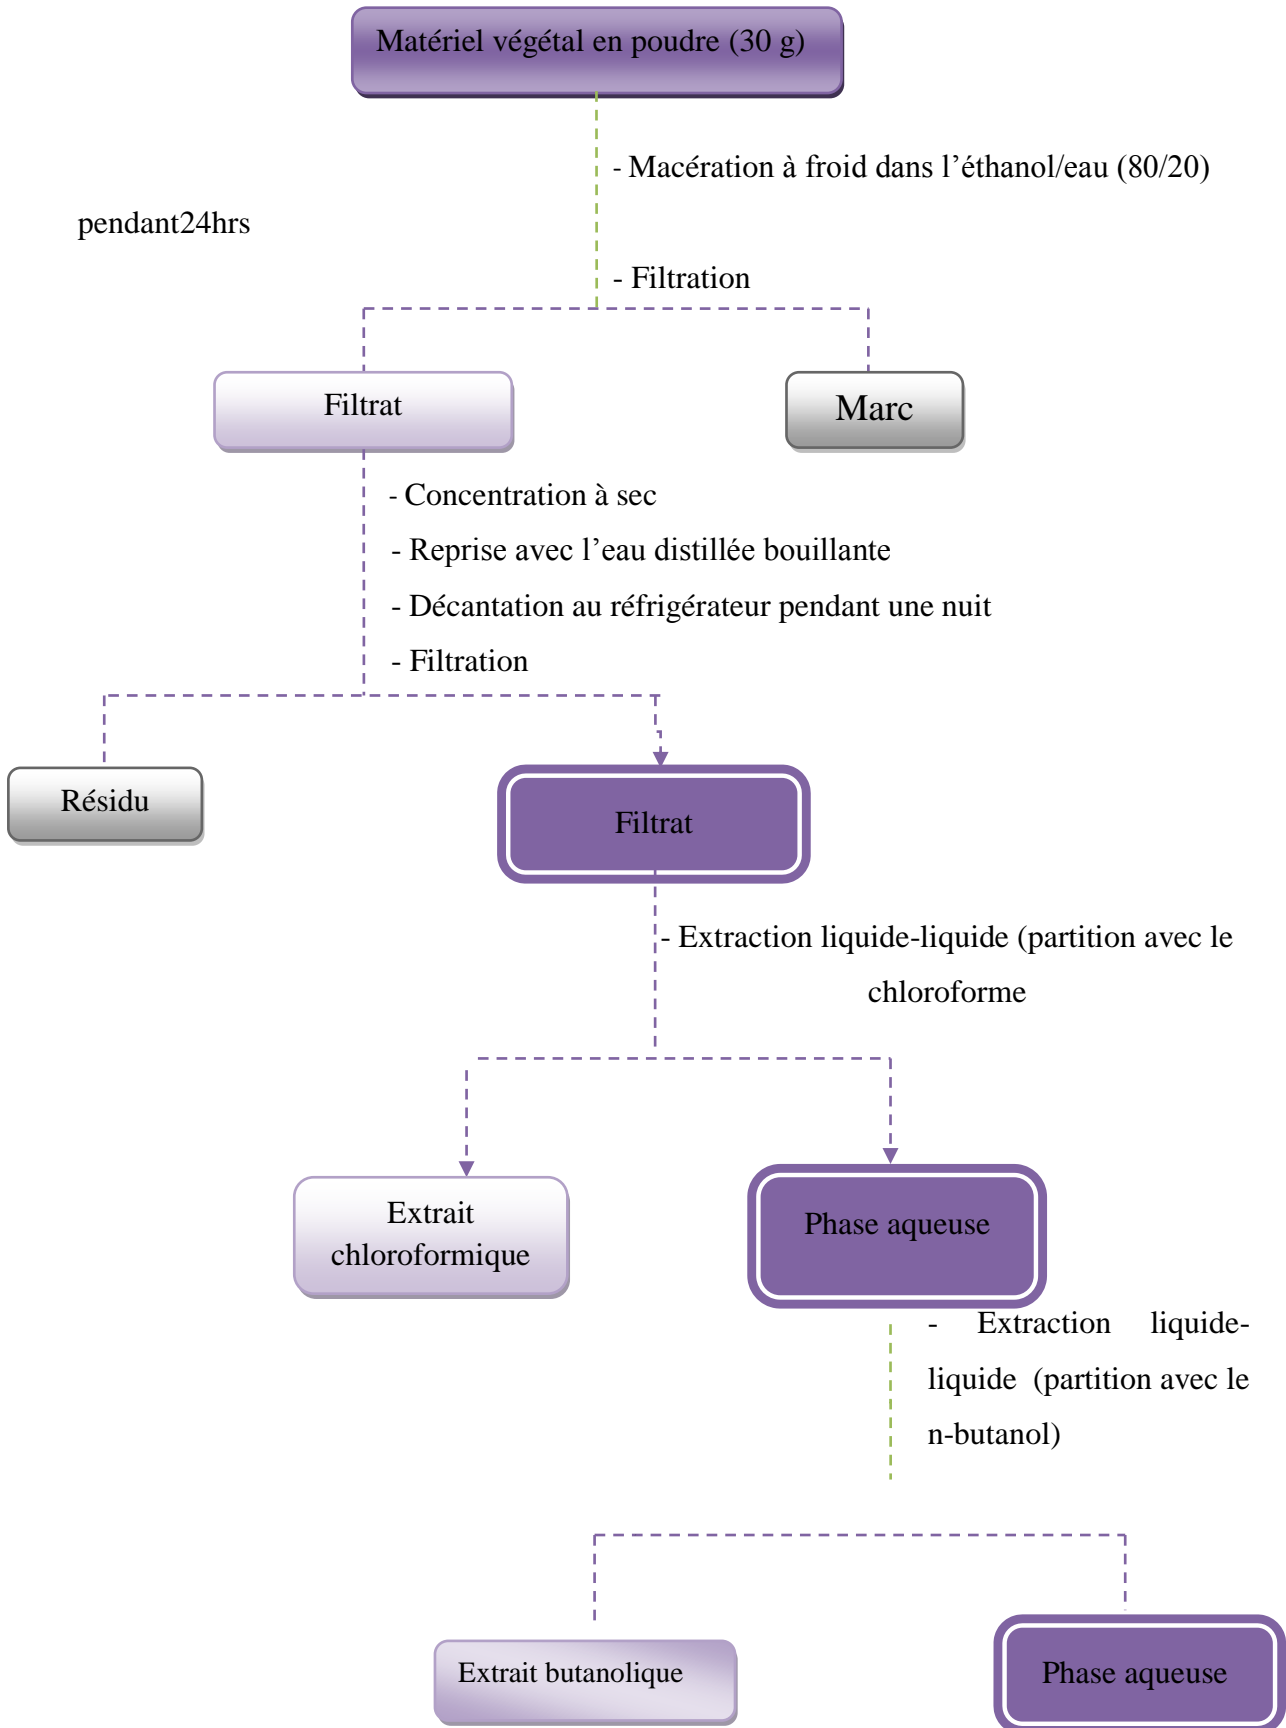 Matériel végétal en poudre (30 g)
- Macération à froid dans l’éthanol/eau (80/20)
pendant24hrs
- Filtration
Filtrat
Marc
- Concentration à sec
- Reprise avec l’eau distillée bouillante
- Décantation au réfrigérateur pendant une nuit
- Filtration
Résidu
Filtrat
- Extraction liquide-liquide (partition avec le
chloroforme
Extrait
chloroformique
Phase aqueuse
- Extraction liquide-
liquide (partition avec le
n-butanol)
Extrait butanolique
Phase aqueuse